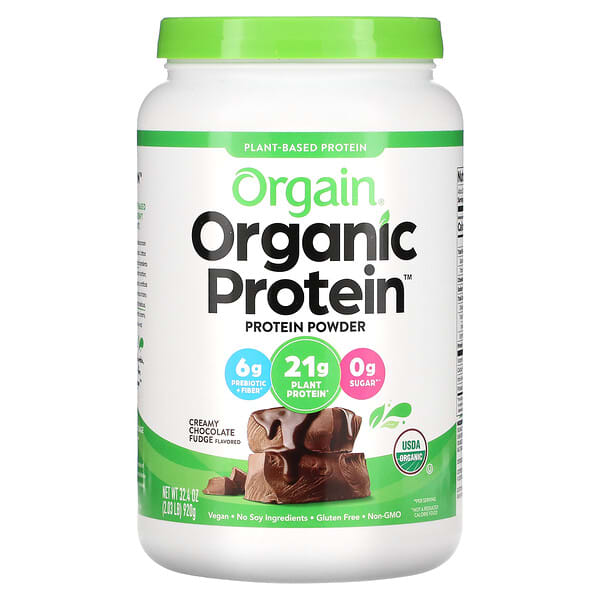 PLANT-BASED PROTEIN
Orgain®
Organic
Protein™
PROTEIN POWDER
6g
PREBIOTIC
+ FIBER*
21g
PLANT
PROTEIN*
0g
SUGAR*^
CREAMY
CHOCOLATE
FUDGE FLAVORED
USDA
ORGANIC
NET WT 32.4 OZ
(2.03 LB) 920g
Vegan • No Soy Ingredients • Gluten Free • Non-GMO
*PER SERVING
^NOT A REDUCED
CALORIE FOOD